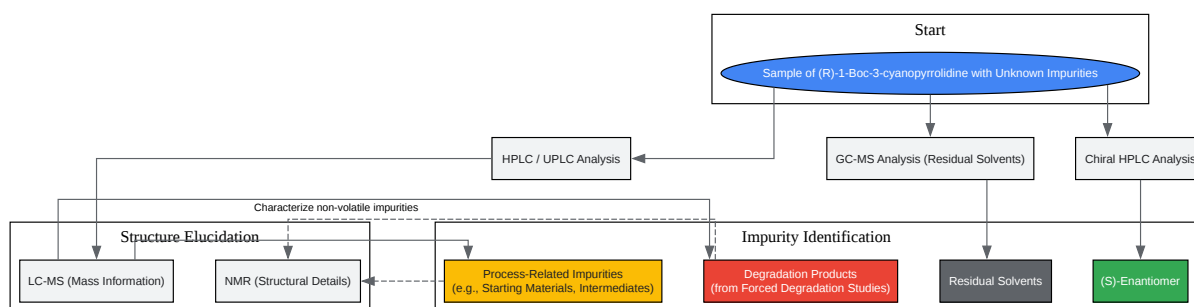 Start
Sample of (R)-1-Boc-3-cyanopyrrolidine with Unknown Impurities
HPLC / UPLC Analysis
GC-MS Analysis (Residual Solvents)
Chiral HPLC Analysis
Characterize non-volatile impurities
Structure Elucidation
Impurity Identification
LC-MS (Mass Information)
NMR (Structural Details)
Process-Related Impurities
(e.g., Starting Materials, Intermediates)
Degradation Products
(from Forced Degradation Studies)
Residual Solvents
(S)-Enantiomer